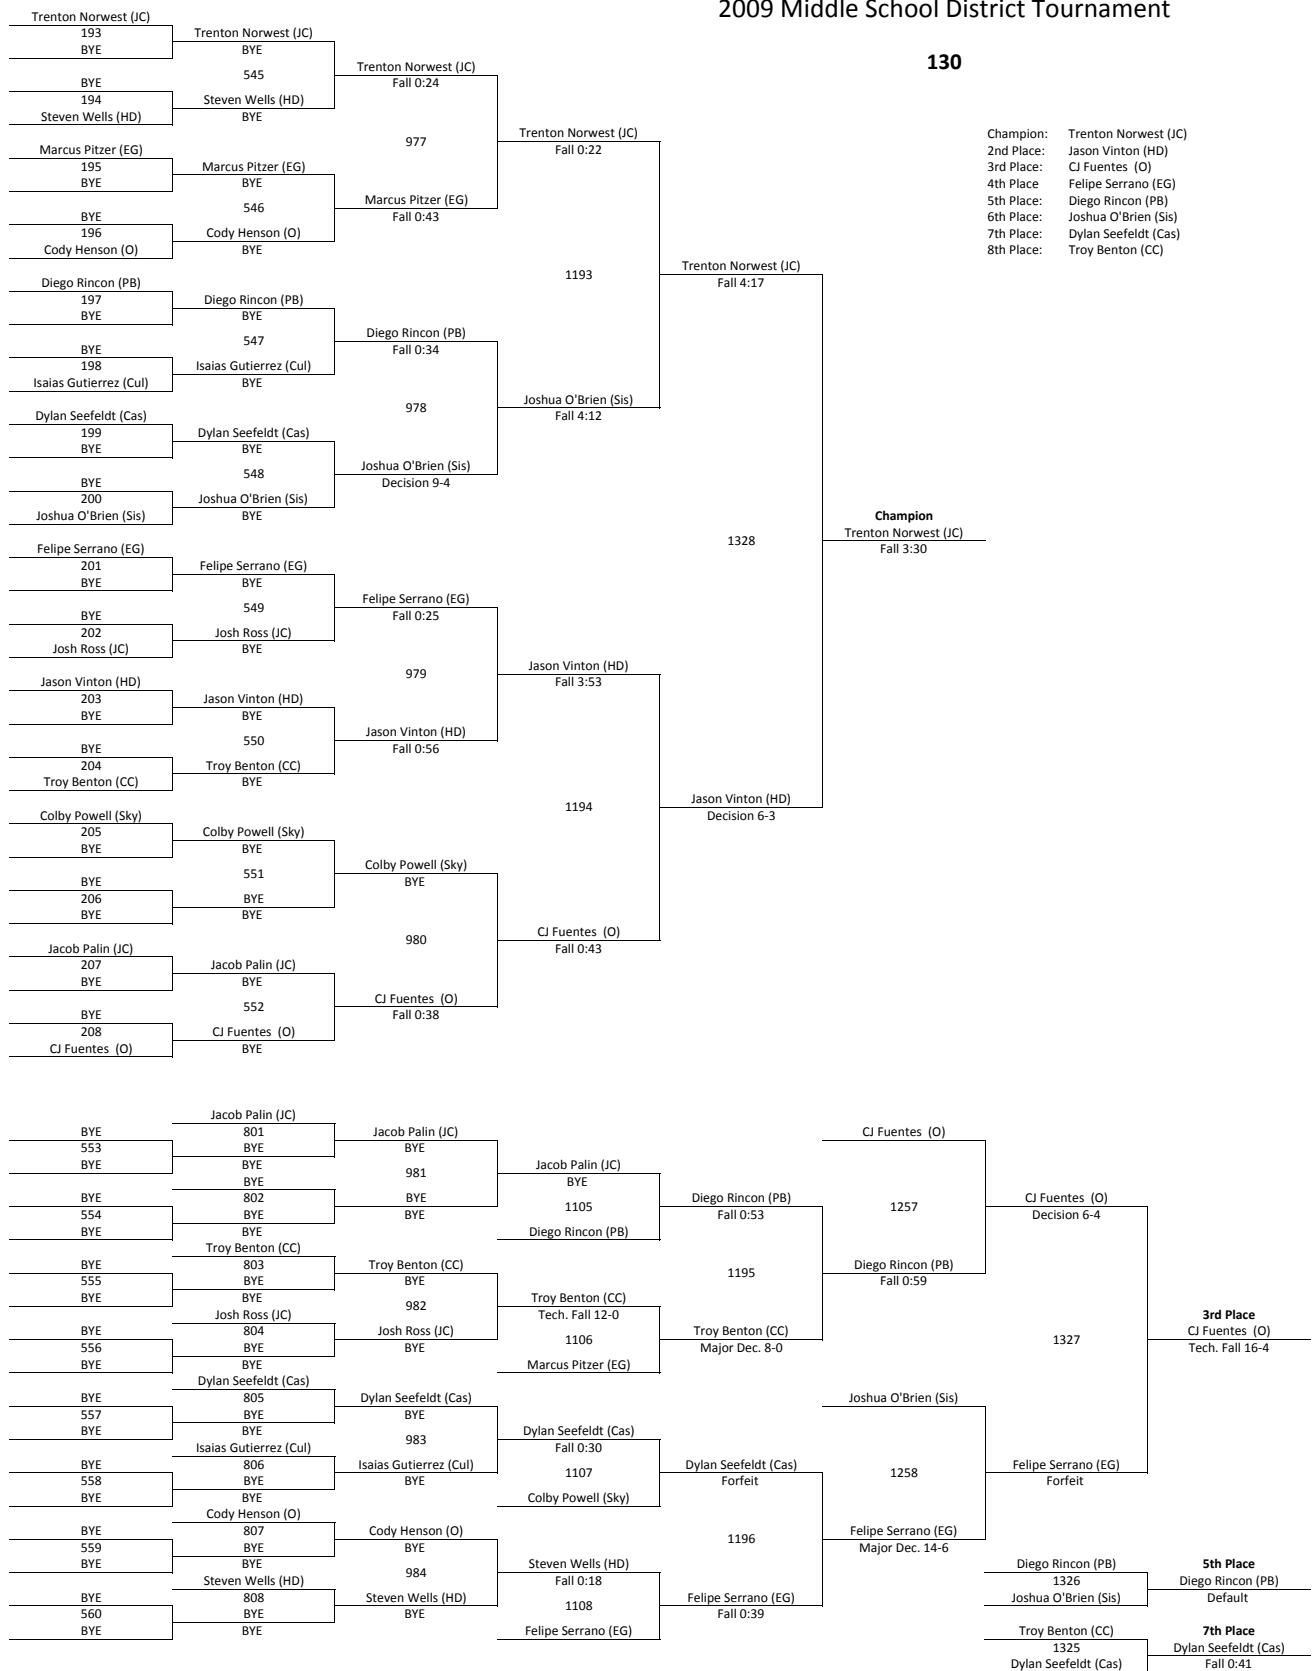 2009 Middle School District Tournament
130
Champion: Trenton Norwest (JC)
2nd Place: Jason Vinton (HD)
3rd Place: CJ Fuentes (O)
4th Place Felipe Serrano (EG)
5th Place: Diego Rincon (PB)
6th Place: Joshua O'Brien (Sis)
7th Place: Dylan Seefeldt (Cas)
8th Place: Troy Benton (CC)
Trenton Norwest (JC)
193
BYE
BYE
194
Steven Wells (HD)
Marcus Pitzer (EG)
195
BYE
BYE
196
Cody Henson (O)
Diego Rincon (PB)
197
BYE
BYE
198
Isaias Gutierrez (Cul)
Dylan Seefeldt (Cas)
199
BYE
BYE
200
Joshua O'Brien (Sis)
Felipe Serrano (EG)
201
BYE
BYE
202
Josh Ross (JC)
Jason Vinton (HD)
203
BYE
BYE
204
Troy Benton (CC)
Colby Powell (Sky)
205
BYE
BYE
206
BYE
Jacob Palin (JC)
207
BYE
BYE
208
CJ Fuentes (O)
Trenton Norwest (JC)
BYE
545
Steven Wells (HD)
BYE
Marcus Pitzer (EG)
BYE
546
Cody Henson (O)
BYE
Diego Rincon (PB)
BYE
547
Isaias Gutierrez (Cul)
BYE
Dylan Seefeldt (Cas)
BYE
548
Joshua O'Brien (Sis)
BYE
Felipe Serrano (EG)
BYE
549
Josh Ross (JC)
BYE
Jason Vinton (HD)
BYE
550
Troy Benton (CC)
BYE
Colby Powell (Sky)
BYE
551
BYE
BYE
Jacob Palin (JC)
BYE
552
CJ Fuentes (O)
BYE
Trenton Norwest (JC)
Fall 0:24
977
Marcus Pitzer (EG)
Fall 0:43
Diego Rincon (PB)
Fall 0:34
978
Joshua O'Brien (Sis)
Decision 9-4
Felipe Serrano (EG)
Fall 0:25
979
Jason Vinton (HD)
Fall 0:56
Colby Powell (Sky)
BYE
980
CJ Fuentes (O)
Fall 0:38
Trenton Norwest (JC)
Fall 0:22
1193
Joshua O'Brien (Sis)
Fall 4:12
Jason Vinton (HD)
Fall 3:53
1194
CJ Fuentes (O)
Fall 0:43
Trenton Norwest (JC)
Fall 4:17
1328
Jason Vinton (HD)
Decision 6-3
Champion
Trenton Norwest (JC)
Fall 3:30
BYE
553
BYE
BYE
554
BYE
BYE
555
BYE
BYE
556
BYE
BYE
557
BYE
BYE
558
BYE
BYE
559
BYE
BYE
560
BYE
Jacob Palin (JC)
801
BYE
BYE
BYE
802
BYE
BYE
Troy Benton (CC)
803
BYE
BYE
Josh Ross (JC)
804
BYE
BYE
Dylan Seefeldt (Cas)
805
BYE
BYE
Isaias Gutierrez (Cul)
806
BYE
BYE
Cody Henson (O)
807
BYE
BYE
Steven Wells (HD)
808
BYE
BYE
Jacob Palin (JC)
BYE
981
BYE
BYE
Troy Benton (CC)
BYE
982
Josh Ross (JC)
BYE
Dylan Seefeldt (Cas)
BYE
983
Isaias Gutierrez (Cul)
BYE
Cody Henson (O)
BYE
984
Steven Wells (HD)
BYE
Jacob Palin (JC)
BYE
1105
Diego Rincon (PB)
Troy Benton (CC)
Tech. Fall 12-0
1106
Marcus Pitzer (EG)
Dylan Seefeldt (Cas)
Fall 0:30
1107
Colby Powell (Sky)
Steven Wells (HD)
Fall 0:18
1108
Felipe Serrano (EG)
Diego Rincon (PB)
Fall 0:53
1195
Troy Benton (CC)
Major Dec. 8-0
Dylan Seefeldt (Cas)
Forfeit
1196
Felipe Serrano (EG)
Fall 0:39
CJ Fuentes (O)
1257
Diego Rincon (PB)
Fall 0:59
Joshua O'Brien (Sis)
1258
Felipe Serrano (EG)
Major Dec. 14-6
CJ Fuentes (O)
Decision 6-4
1327
Felipe Serrano (EG)
Forfeit
3rd Place
CJ Fuentes (O)
Tech. Fall 16-4
Diego Rincon (PB)
1326
Joshua O'Brien (Sis)
5th Place
Diego Rincon (PB)
Default
Troy Benton (CC)
1325
Dylan Seefeldt (Cas)
7th Place
Dylan Seefeldt (Cas)
Fall 0:41